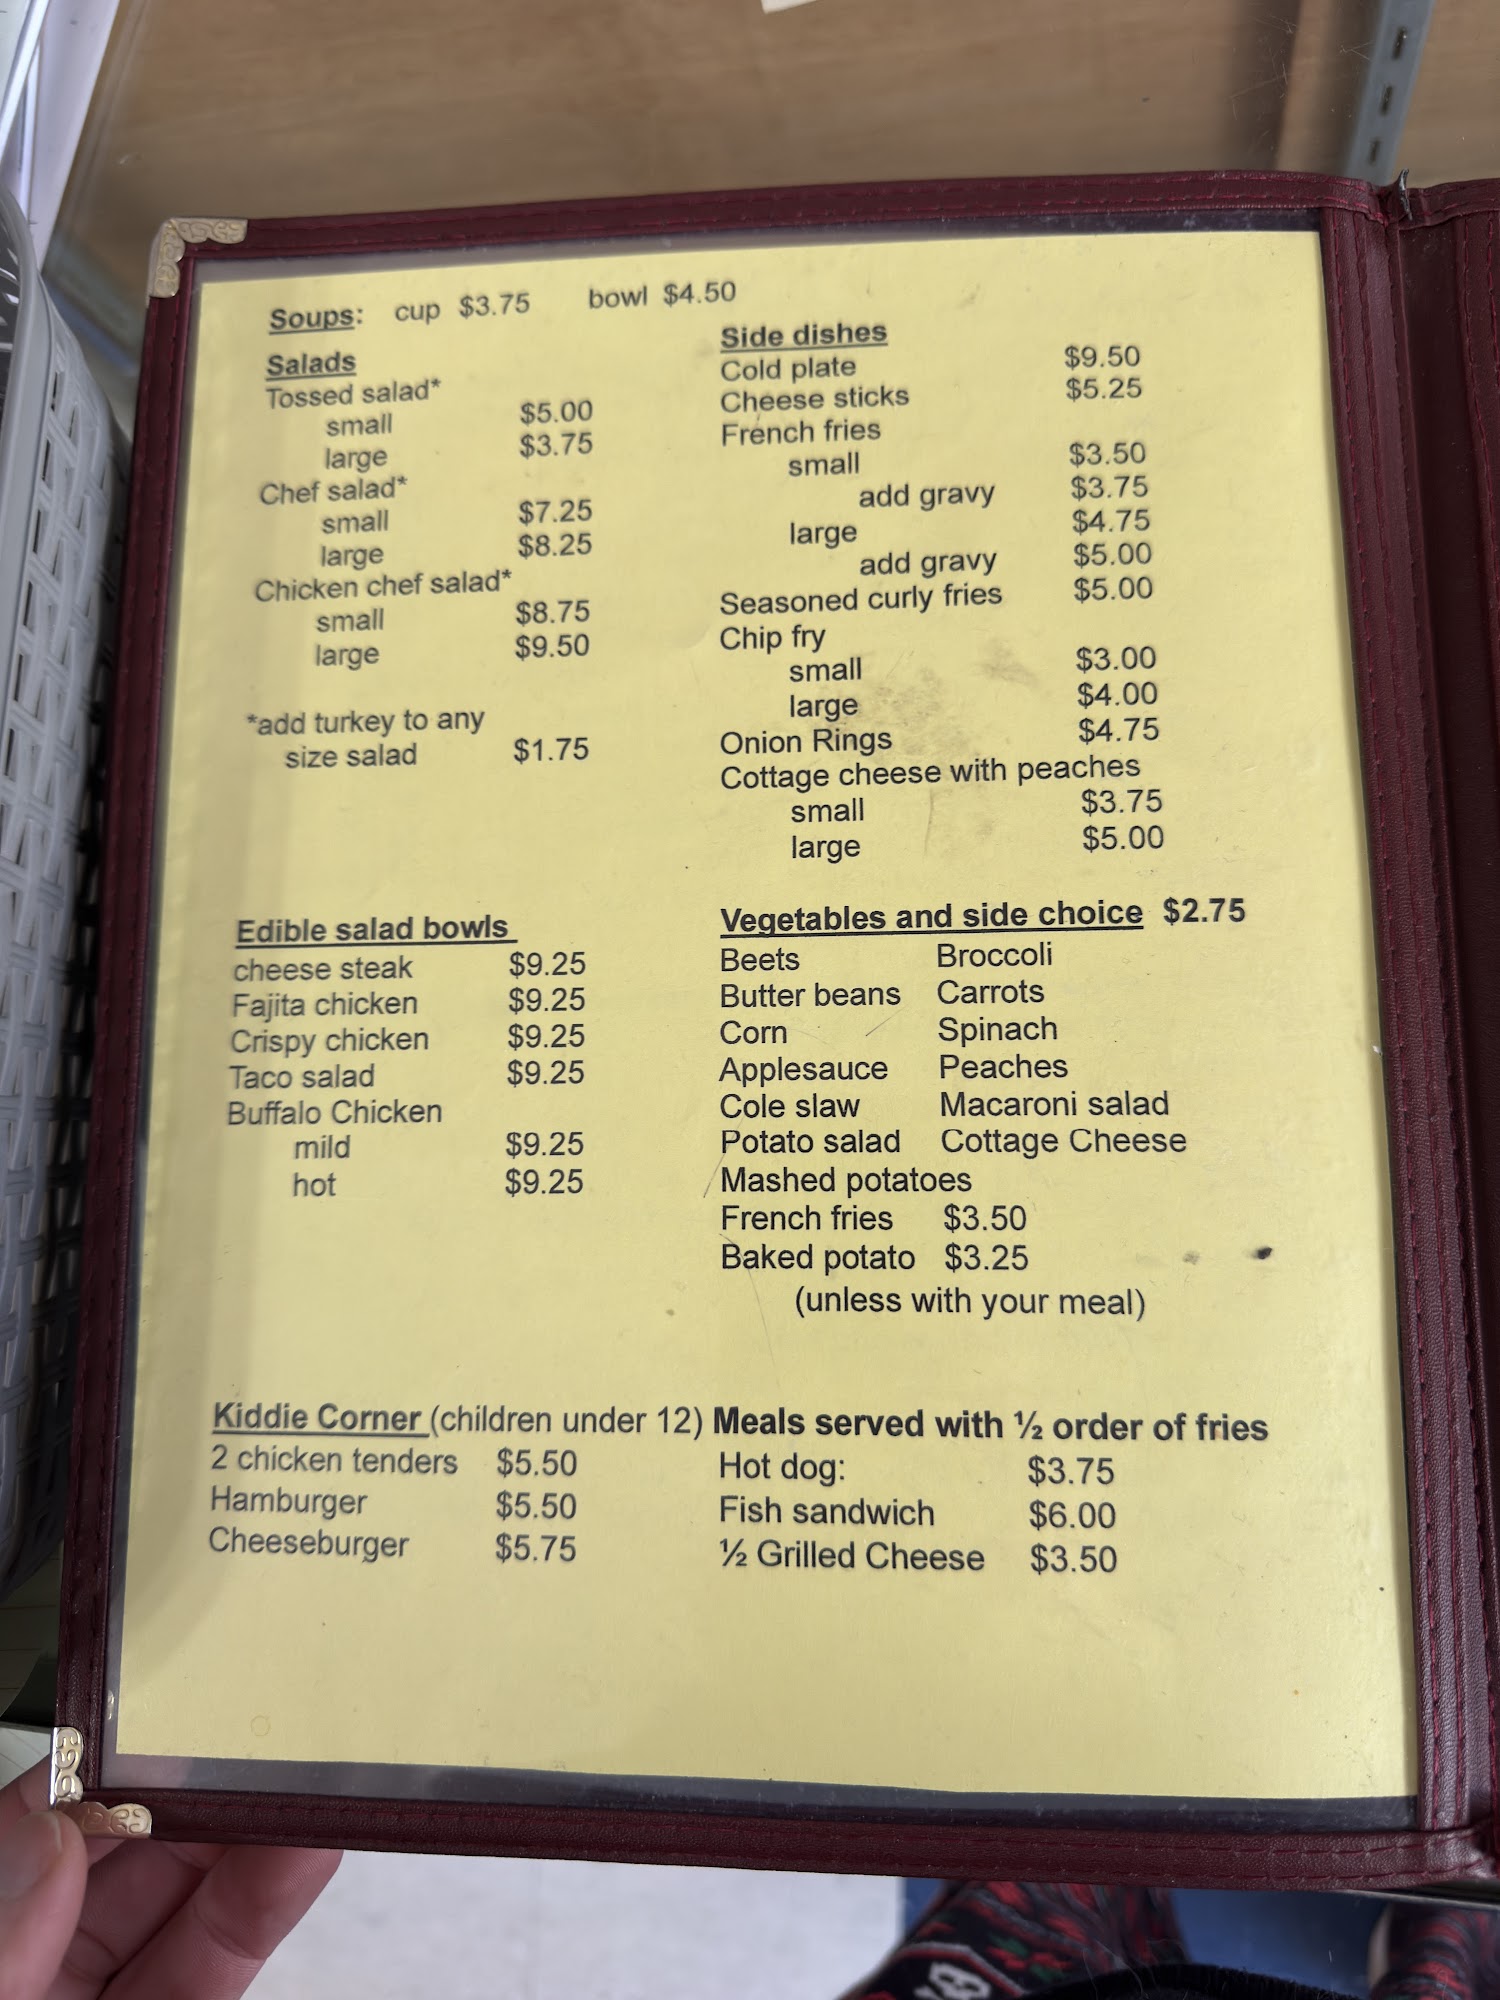 Soups: cup $3.75 bowl $4.50
Salads
Tossed salad*
small $5.00
large $3.75
Chef salad*
small $7.25
large $8.25
Chicken chef salad*
small $8.75
large $9.50
*add turkey to any
size salad $1.75
Side dishes
Cold plate $9.50
Cheese sticks $5.25
French fries
small $3.50
add gravy $3.75
large $4.75
add gravy $5.00
Seasoned curly fries $5.00
Chip fry
small $3.00
large $4.00
Onion Rings $4.75
Cottage cheese with peaches
small $3.75
large $5.00
Edible salad bowls
cheese steak $9.25
Fajita chicken $9.25
Crispy chicken $9.25
Taco salad $9.25
Buffalo Chicken
mild $9.25
hot $9.25
Vegetables and side choice $2.75
Beets Broccoli
Butter beans Carrots
Corn Spinach
Applesauce Peaches
Cole slaw Macaroni salad
Potato salad Cottage Cheese
Mashed potatoes
French fries $3.50
Baked potato $3.25
(unless with your meal)
Kiddie Corner (children under 12) Meals served with ½ order of fries
2 chicken tenders $5.50 Hot dog: $3.75
Hamburger $5.50 Fish sandwich $6.00
Cheeseburger $5.75 ½ Grilled Cheese $3.50